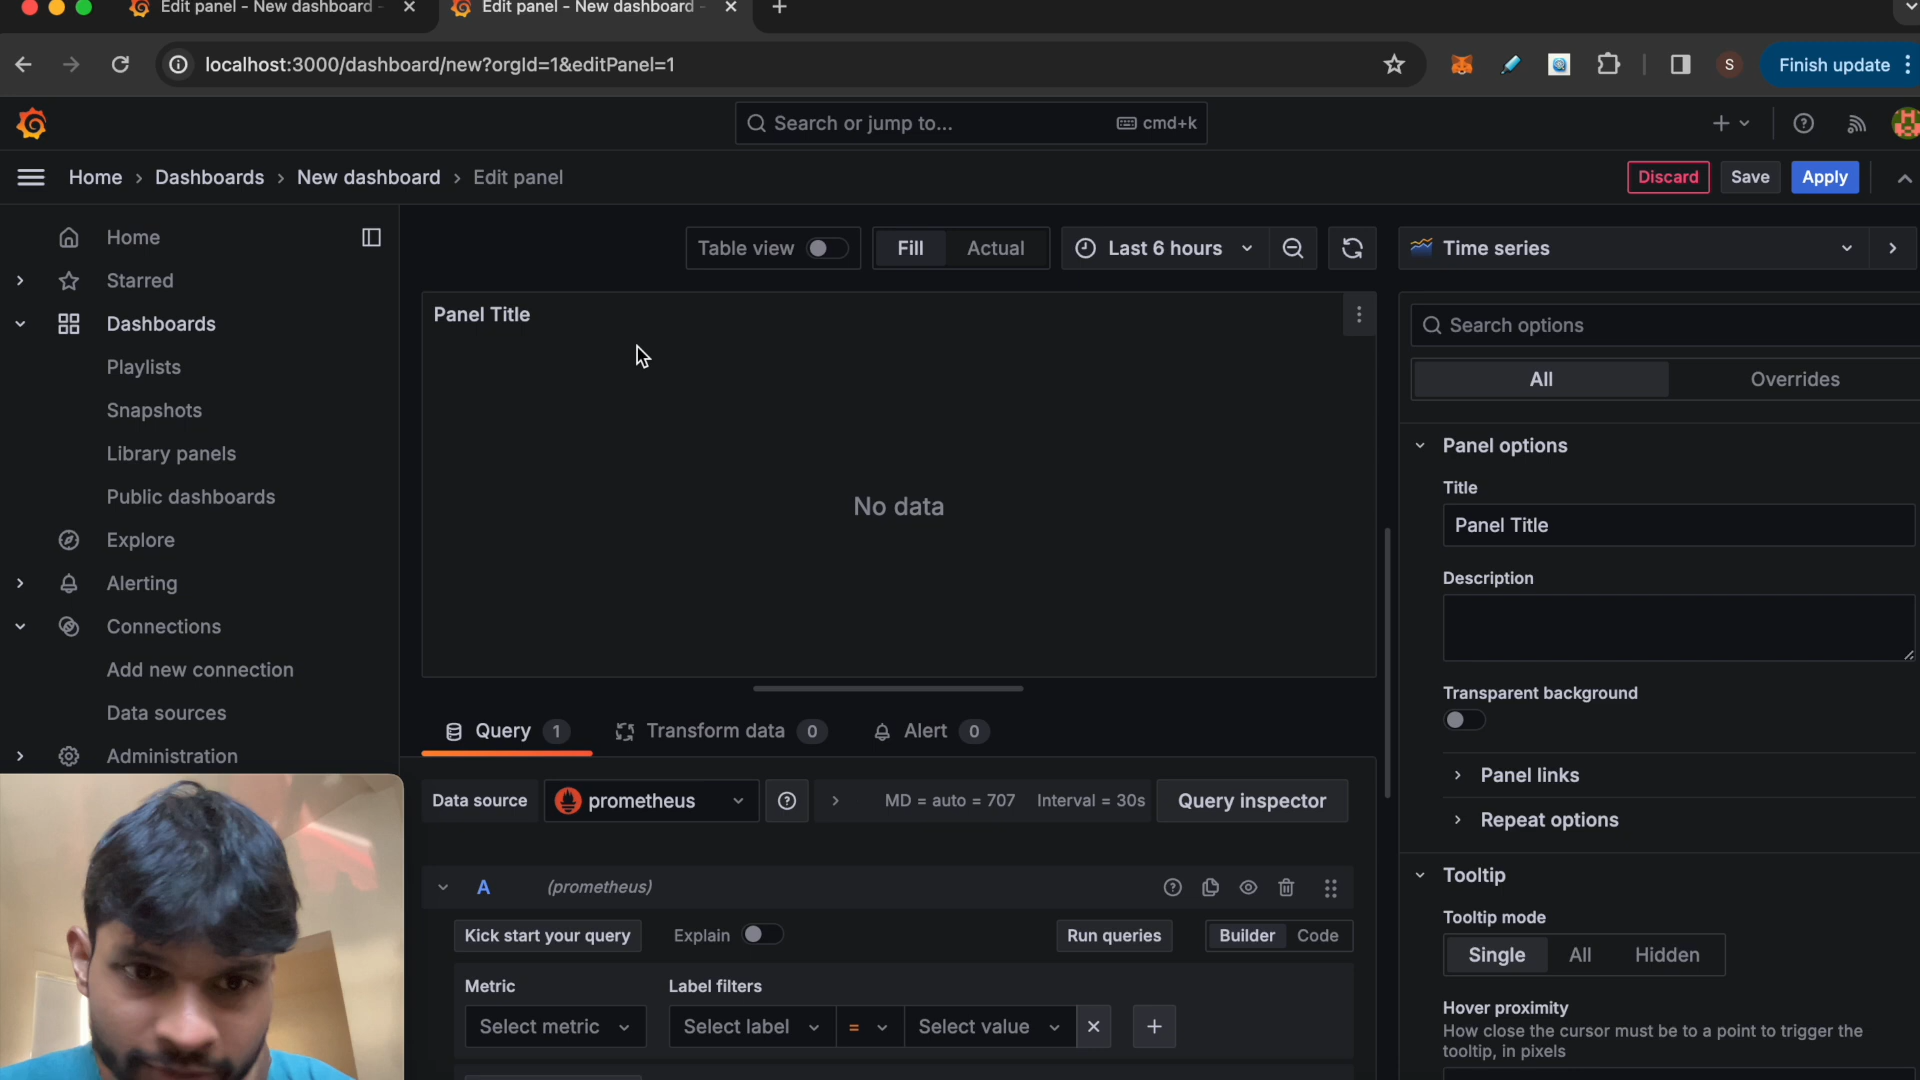 Edit panel - New dashboard -
Edit panel - New dashboard -
localhost:3000/dashboard/new?orgId=1&editPanel=1
S
Finish update
Search or jump to...
cmd+k
Home
Dashboards
New dashboard
Edit panel
Discard
Save
Apply
Home
Starred
Dashboards
Playlists
Snapshots
Library panels
Public dashboards
Explore
Alerting
Connections
Add new connection
Data sources
Administration
Table view
Fill
Actual
Last 6 hours
Panel Title
No data
Query 1
Transform data 0
Alert 0
Data source
prometheus
MD = auto = 707
Interval = 30s
Query inspector
A
(prometheus)
Kick start your query
Explain
Run queries
Builder
Code
Metric
Label filters
Select metric
Select label
=
Select value
Time series
Search options
All
Overrides
Panel options
Title
Panel Title
Description
Transparent background
Panel links
Repeat options
Tooltip
Tooltip mode
Single
All
Hidden
Hover proximity
How close the cursor must be to a point to trigger the
tooltip, in pixels